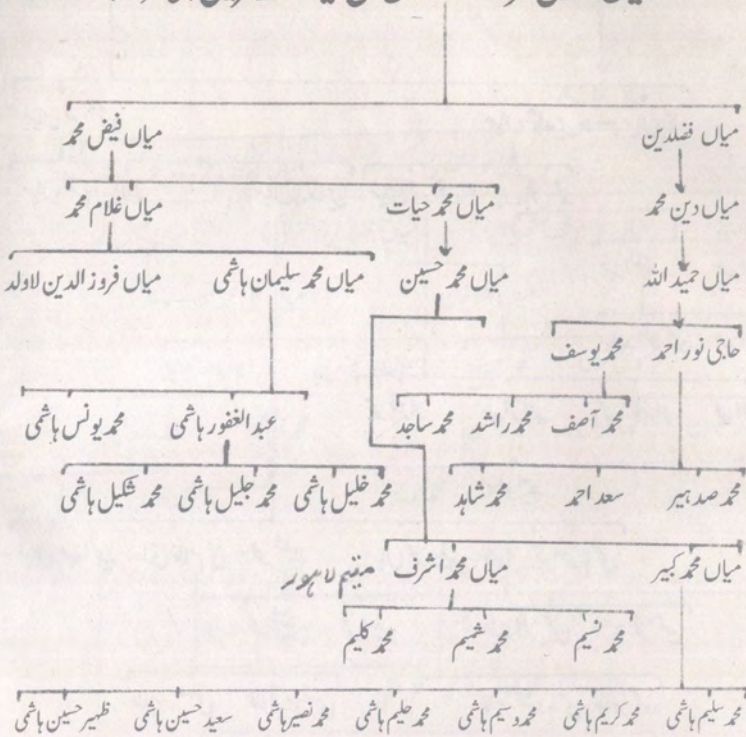 میاں فضلدین میاں فیض محمد
میاں دین محمد میاں محمد حیات میاں غلام محمد
میاں حمید اللہ میاں محمد حسین میاں محمد سلیمان ہاشمی میاں فروز الدین لاولد
حاجی نور احمد محمد یوسف
محمد آصف محمد راشد محمد ساجد عبدالغفور ہاشمی محمد یونس ہاشمی
محمد صدہیر سعد احمد محمد شاہد محمد خلیل ہاشمی محمد جلیل ہاشمی محمد شکیل ہاشمی
میاں محمد کبیر میاں محمد اشرف مقیم لاہور
محمد نسیم محمد شمیم محمد کلیم
محمد سلیم ہاشمی محمد کریم ہاشمی محمد وسیم ہاشمی محمد حلیم ہاشمی محمد نصیر ہاشمی سعید حسین ہاشمی ظہیر حسین ہاشمی